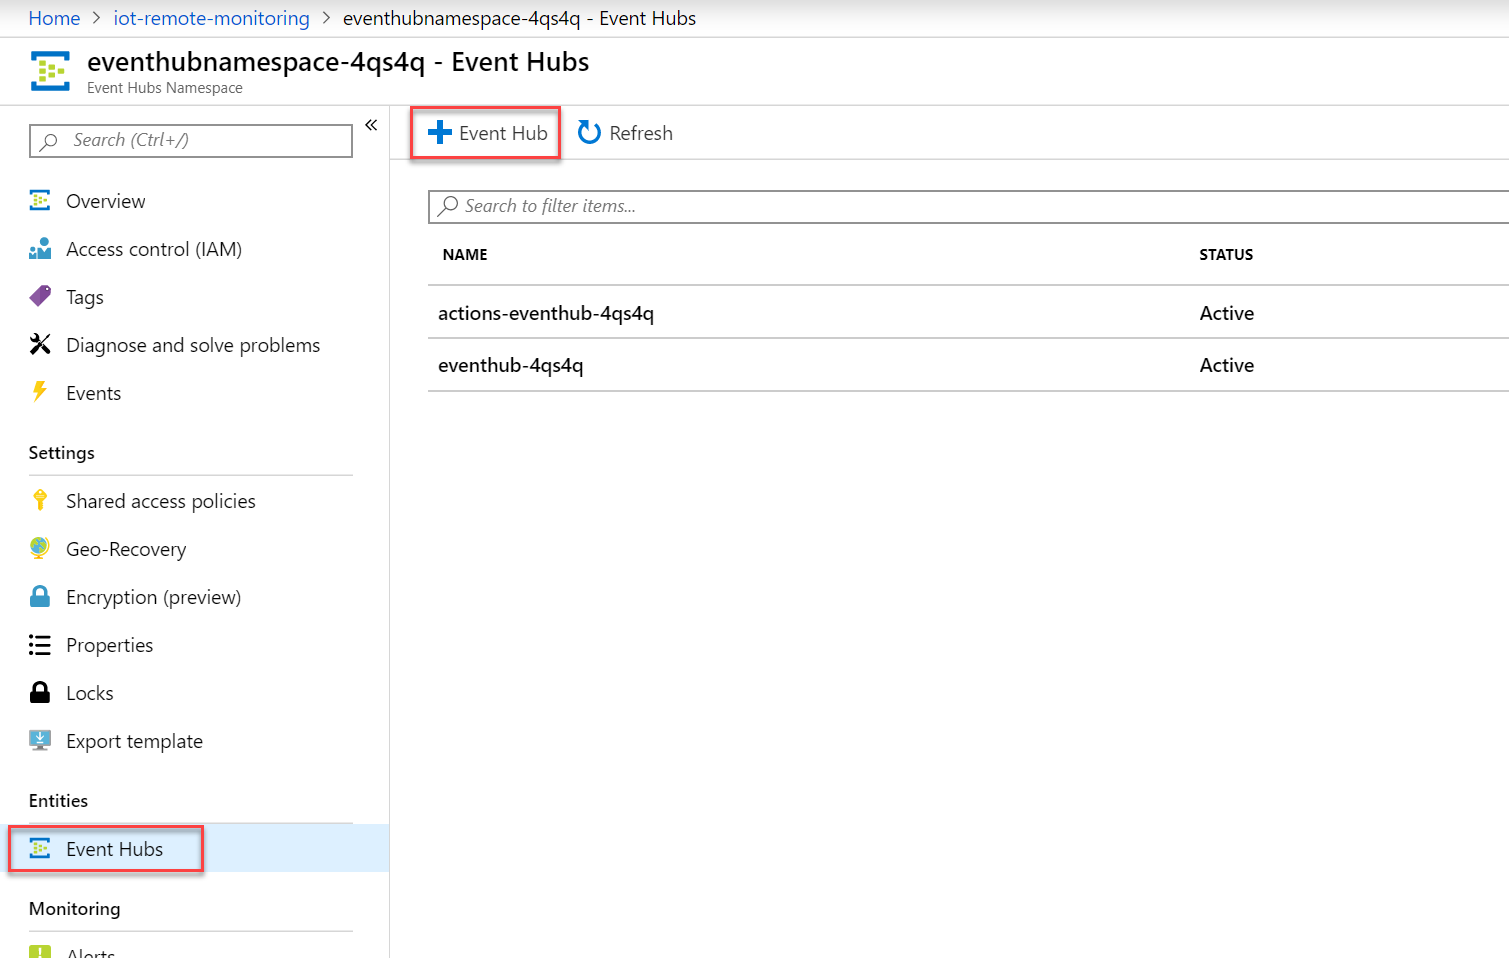 Home > iot-remote-monitoring > eventhubnamespace-4qs4q - Event Hubs
eventhubnamespace-4qs4q - Event Hubs
Event Hubs Namespace
Search (Ctrl+/)
«
Overview
Access control (IAM)
Tags
Diagnose and solve problems
Events
Settings
Shared access policies
Geo-Recovery
Encryption (preview)
Properties
Locks
Export template
Entities
Event Hubs
Monitoring
Alerts
Event Hub Refresh
Search to filter items...
NAME STATUS
actions-eventhub-4qs4q Active
eventhub-4qs4q Active